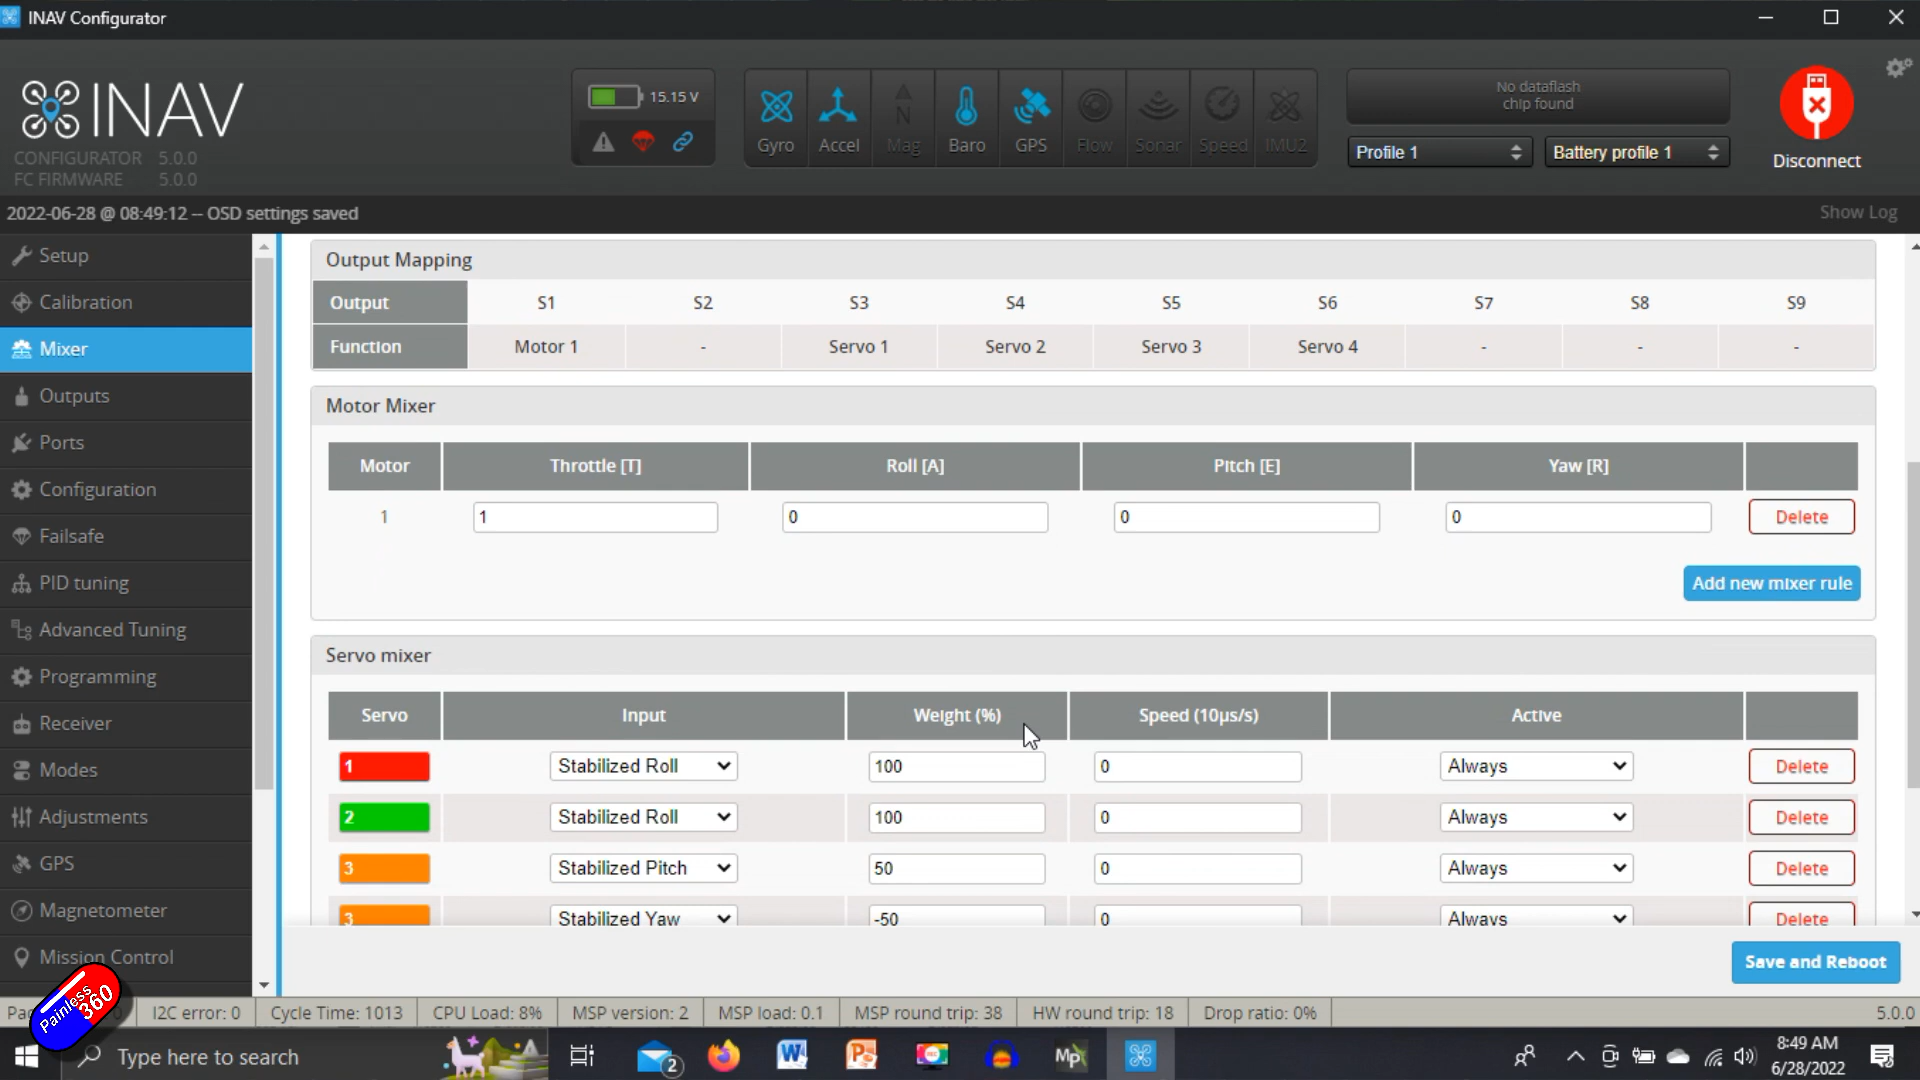 INAV Configurator
INAV
CONFIGURATOR 5.0.0
FC FIRMWARE 5.0.0
15.15 V
Gyro Accel Mag Baro GPS Flow Sonar Speed IMU2
No dataflash
chip found
Profile 1
Battery profile 1
Disconnect
2022-06-28 @ 08:49:12 -- OSD settings saved
Show Log
Setup
Calibration
Mixer
Outputs
Ports
Configuration
Failsafe
PID tuning
Advanced Tuning
Programming
Receiver
Modes
Adjustments
GPS
Magnetometer
Mission Control
Output Mapping
Output S1 S2 S3 S4 S5 S6 S7 S8 S9
Function Motor 1 - Servo 1 Servo 2 Servo 3 Servo 4 - - -
Motor Mixer
Motor Throttle [T] Roll [A] Pitch [E] Yaw [R]
1 1 0 0 0 Delete
Add new mixer rule
Servo mixer
Servo Input Weight (%) Speed (10µs/s) Active
1 Stabilized Roll 100 0 Always Delete
2 Stabilized Roll 100 0 Always Delete
3 Stabilized Pitch 50 0 Always Delete
3 Stabilized Yaw -50 0 Always Delete
Save and Reboot
Painless 360
I2C error: 0 Cycle Time: 1013 CPU Load: 8% MSP version: 2 MSP load: 0.1 MSP round trip: 38 HW round trip: 18 Drop ratio: 0% 5.0.0
Type here to search
2
W
P
REC
Mp
8:49 AM
6/28/2022